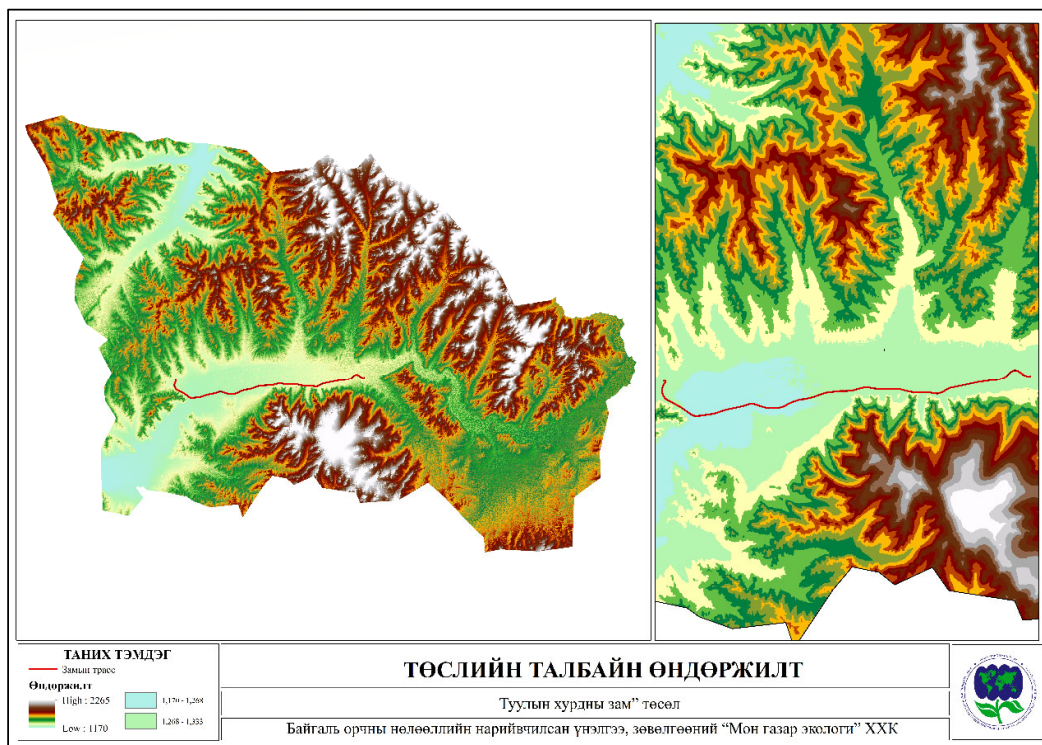 ТАНИХ ТЭМДЭГ
Замын трасс
Өндөржилт
High : 2265
Low : 1170
1,170 - 1,268
1,268 - 1,333
ТӨСЛИЙН ТАЛБАЙН ӨНДӨРЖИЛТ
Туулын хурдны зам” төсөл
Байгаль орчны нөлөөллийн нарийвчилсан үнэлгээ, зөвөлгөөний “Мон газар экологи” ХХК